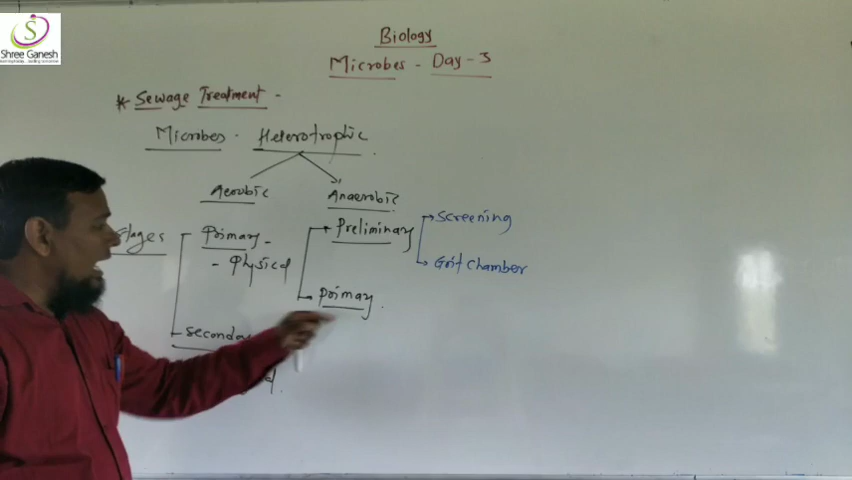 S
Shree Ganesh
Biology
Microbes - Day - 3
* Sewage Treatment -
Microbes - Heterotrophic
Aerobic
Anaerobic
Stages
Primary -
- Physical
Secondary
Preliminary
Screening
Grit Chamber
Primary